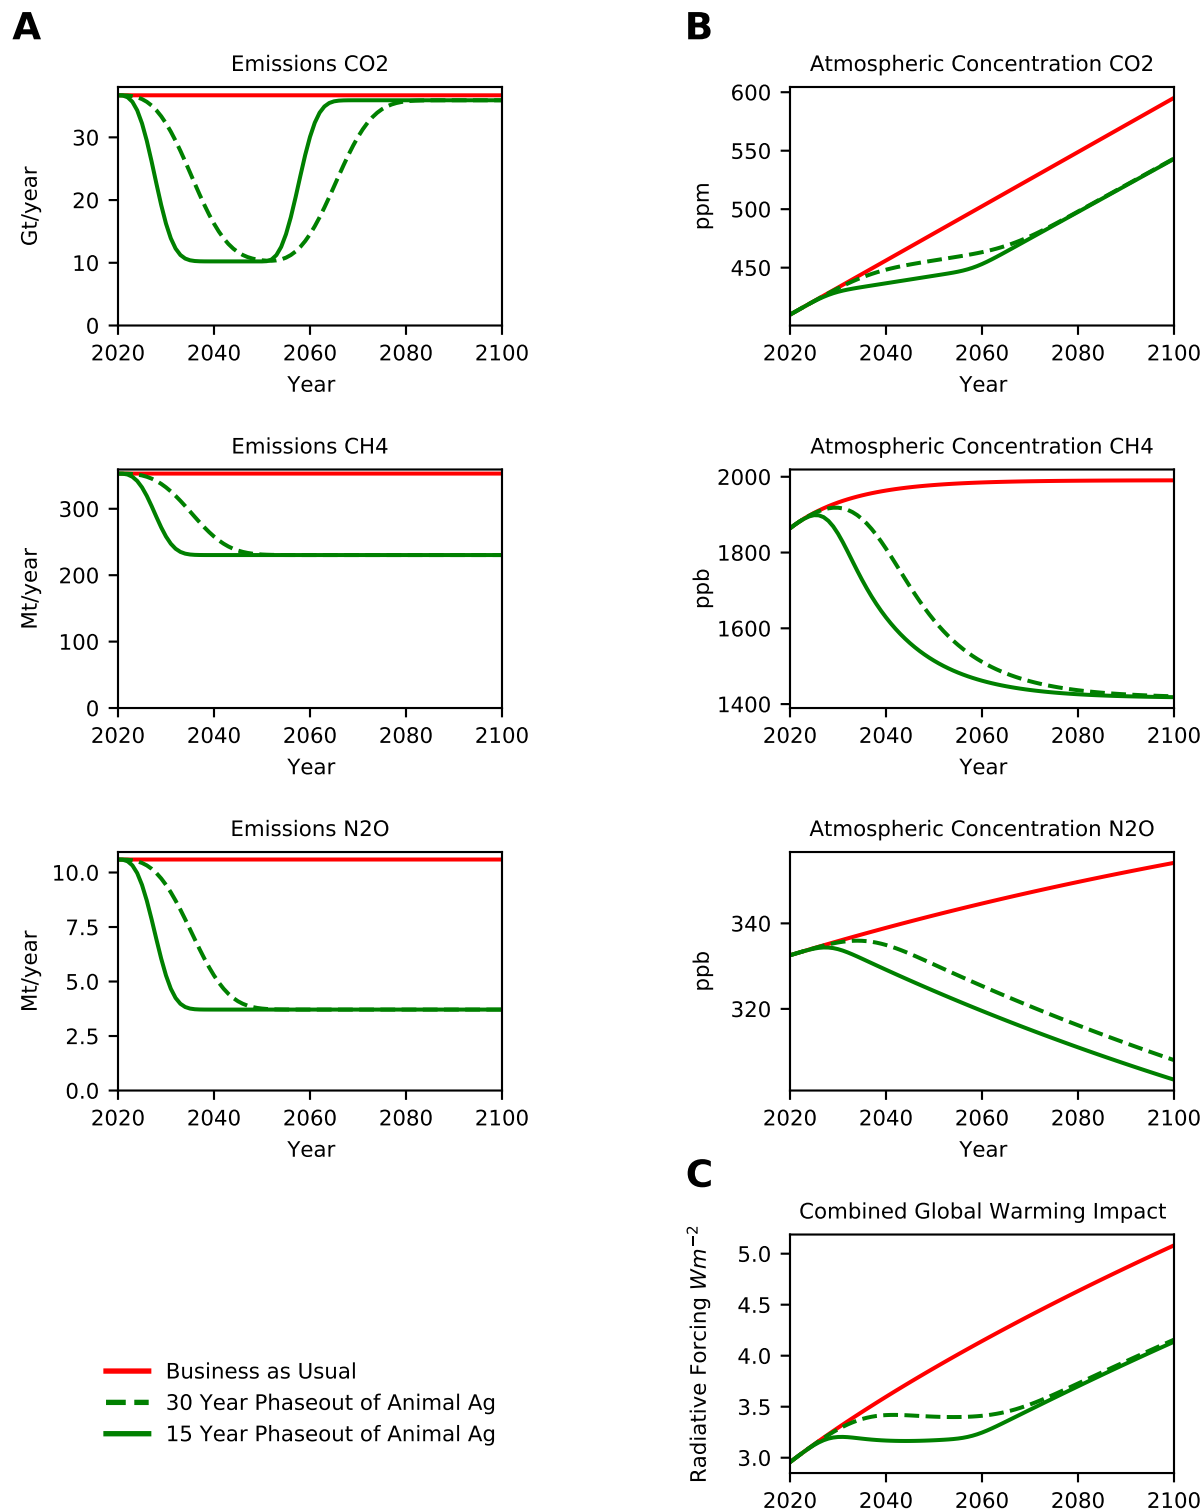 A
B
Emissions CO2
Gt/year
30
20
10
0
2020 2040 2060 2080 2100
Year
Atmospheric Concentration CO2
ppm
600
550
500
450
2020 2040 2060 2080 2100
Year
Emissions CH4
Mt/year
300
200
100
0
2020 2040 2060 2080 2100
Year
Atmospheric Concentration CH4
ppb
2000
1800
1600
1400
2020 2040 2060 2080 2100
Year
Emissions N2O
Mt/year
10.0
7.5
5.0
2.5
0.0
2020 2040 2060 2080 2100
Year
Atmospheric Concentration N2O
ppb
340
320
2020 2040 2060 2080 2100
Year
C
Combined Global Warming Impact
Radiative Forcing Wm⁻²
5.0
4.5
4.0
3.5
3.0
2020 2040 2060 2080 2100
Business as Usual
30 Year Phaseout of Animal Ag
15 Year Phaseout of Animal Ag